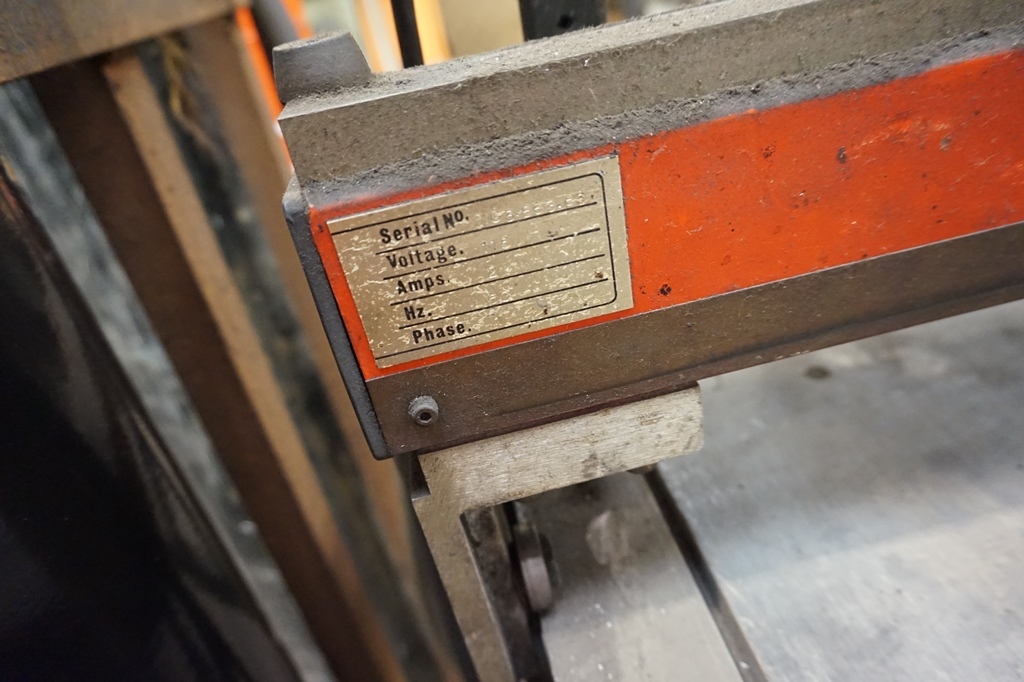 Serial No.
Voltage.
Amps.
Hz.
Phase.